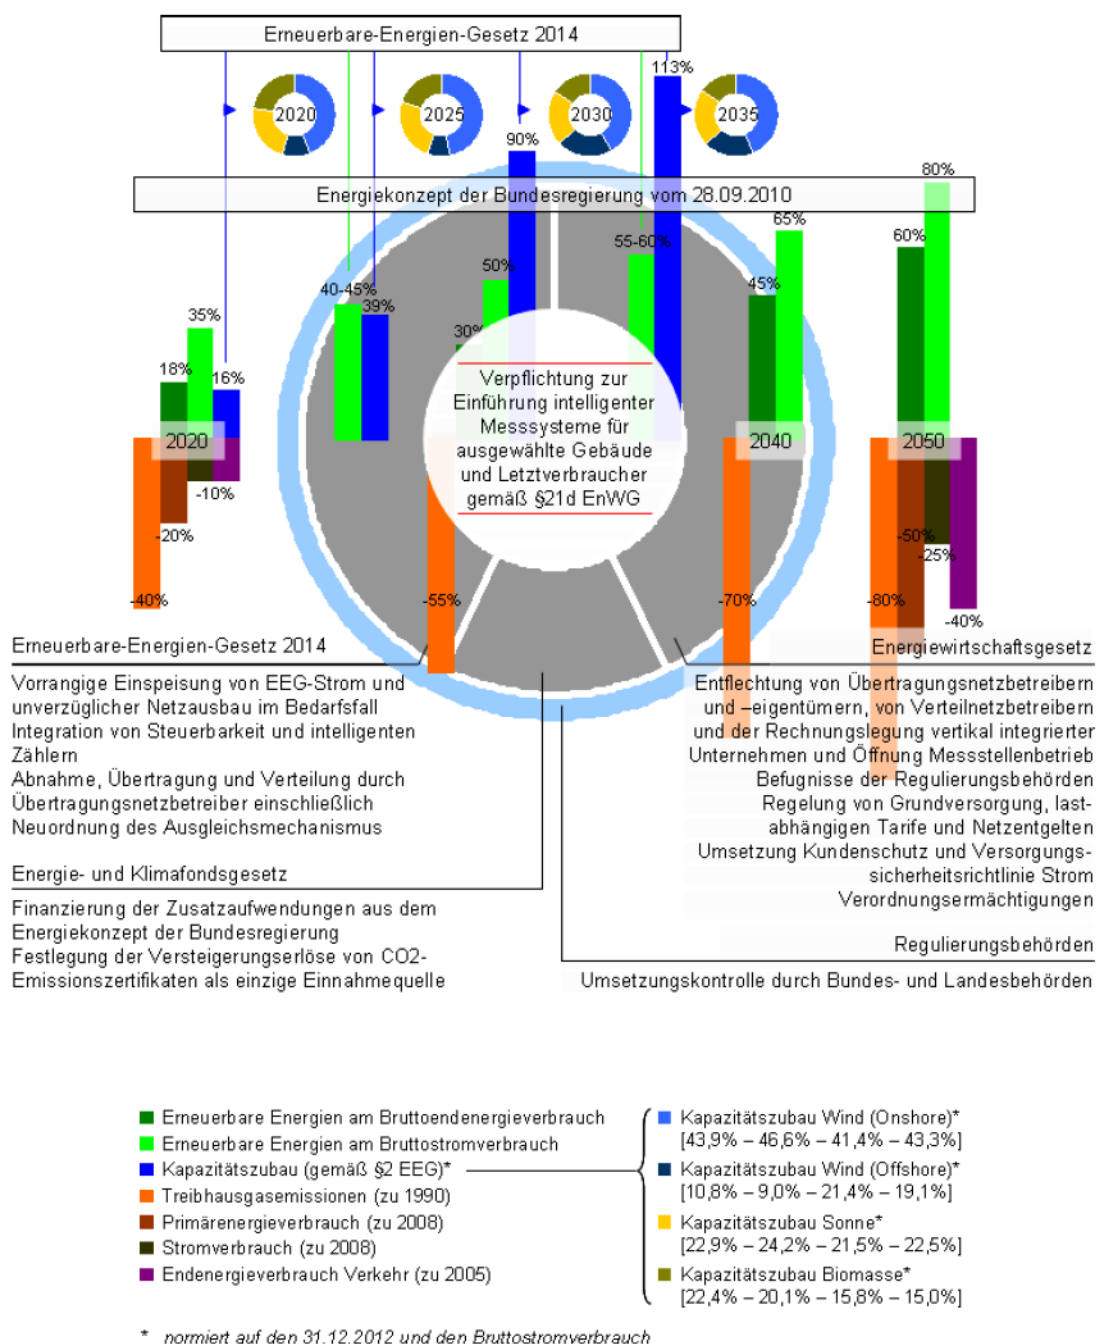 Erneuerbare-Energien-Gesetz 2014
113%
2020
2025
2030
2035
90%
80%
Energiekonzept der Bundesregierung vom 28.09.2010
65%
60%
55-60%
50%
45%
40-45%
39%
35%
30%
18%
16%
Verpflichtung zur
Einführung intelligenter
Messsysteme für
ausgewählte Gebäude
und Letztverbraucher
gemäß §21d EnWG
2020
2040
2050
-10%
-20%
-40%
-55%
-70%
-80%
-50%
-25%
-40%
Erneuerbare-Energien-Gesetz 2014
Vorrangige Einspeisung von EEG-Strom und
unverzüglicher Netzausbau im Bedarfsfall
Integration von Steuerbarkeit und intelligenten
Zählern
Abnahme, Übertragung und Verteilung durch
Übertragungsnetzbetreiber einschließlich
Neuordnung des Ausgleichsmechanismus
Energie- und Klimafondsgesetz
Finanzierung der Zusatzaufwendungen aus dem
Energiekonzept der Bundesregierung
Festlegung der Versteigerungserlöse von CO2-
Emissionszertifikaten als einzige Einnahmequelle
Energiewirtschaftsgesetz
Entflechtung von Übertragungsnetzbetreibern
und –eigentümern, von Verteilnetzbetreibern
und der Rechnungslegung vertikal integrierter
Unternehmen und Öffnung Messstellenbetrieb
Befugnisse der Regulierungsbehörden
Regelung von Grundversorgung, last-
abhängigen Tarife und Netzentgelten
Umsetzung Kundenschutz und Versorgungs-
sicherheitsrichtlinie Strom
Verordnungsermächtigungen
Regulierungsbehörden
Umsetzungskontrolle durch Bundes- und Landesbehörden
Erneuerbare Energien am Bruttoendenergieverbrauch
Erneuerbare Energien am Bruttostromverbrauch
Kapazitätszubau (gemäß §2 EEG)*
Treibhausgasemissionen (zu 1990)
Primärenergieverbrauch (zu 2008)
Stromverbrauch (zu 2008)
Endenergieverbrauch Verkehr (zu 2005)
Kapazitätszubau Wind (Onshore)*
[43,9% – 46,6% – 41,4% – 43,3%]
Kapazitätszubau Wind (Offshore)*
[10,8% – 9,0% – 21,4% – 19,1%]
Kapazitätszubau Sonne*
[22,9% – 24,2% – 21,5% – 22,5%]
Kapazitätszubau Biomasse*
[22,4% – 20,1% – 15,8% – 15,0%]
* normiert auf den 31.12.2012 und den Bruttostromverbrauch